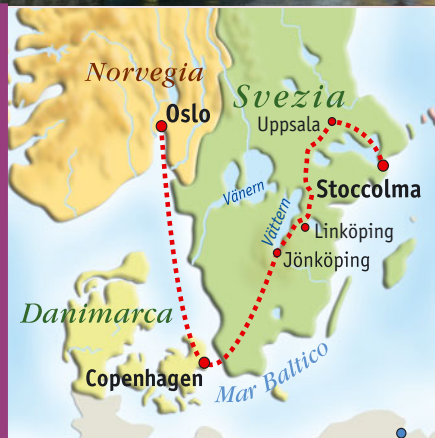 Norvegia
Oslo
Svezia
Uppsala
Stoccolma
Vänern
Vättern
Linköping
Jönköping
Danimarca
Copenhagen
Mar Baltico